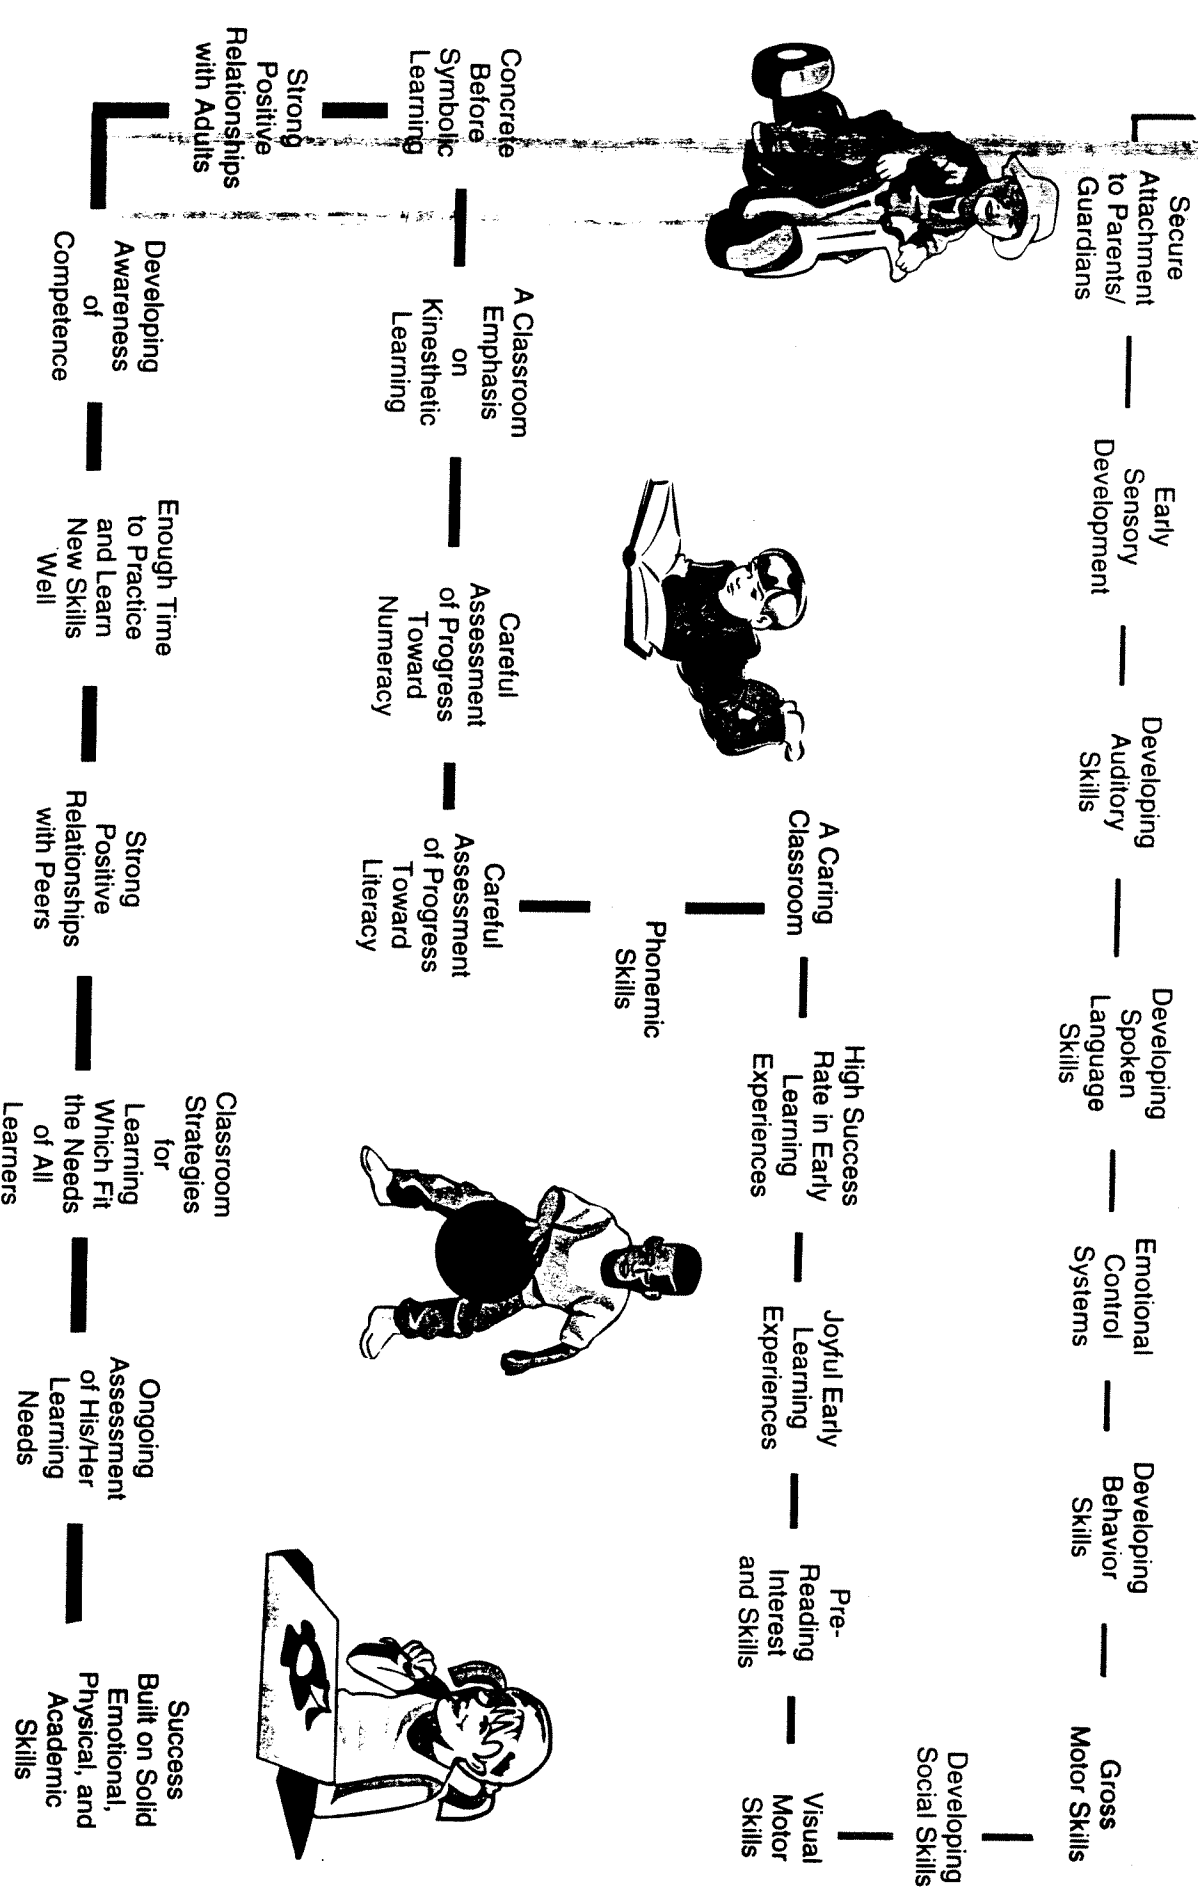 Secure
Attachment
to Parents/
Guardians
Early
Sensory
Development
Developing
Auditory
Skills
Developing
Spoken
Language
Skills
Emotional
Control
Systems
Developing
Behavior
Skills
Gross
Motor Skills
Developing
Social Skills
Visual
Motor
Skills
Pre-
Reading
Interest
and Skills
Joyful Early
Learning
Experiences
High Success
Rate in Early
Learning
Experiences
A Caring
Classroom
Phonemic
Skills
Careful
Assessment
of Progress
Toward
Literacy
Careful
Assessment
of Progress
Toward
Numeracy
A Classroom
Emphasis
on
Kinesthetic
Learning
Concrete
Before
Symbolic
Learning
Strong
Positive
Relationships
with Adults
Developing
Awareness
of
Competence
Enough Time
to Practice
and Learn
New Skills
Well
Strong
Positive
Relationships
with Peers
Classroom
Strategies
for
Learning
Which Fit
the Needs
of All
Learners
Ongoing
Assessment
of His/Her
Learning
Needs
Success
Built on Solid
Emotional,
Physical, and
Academic
Skills